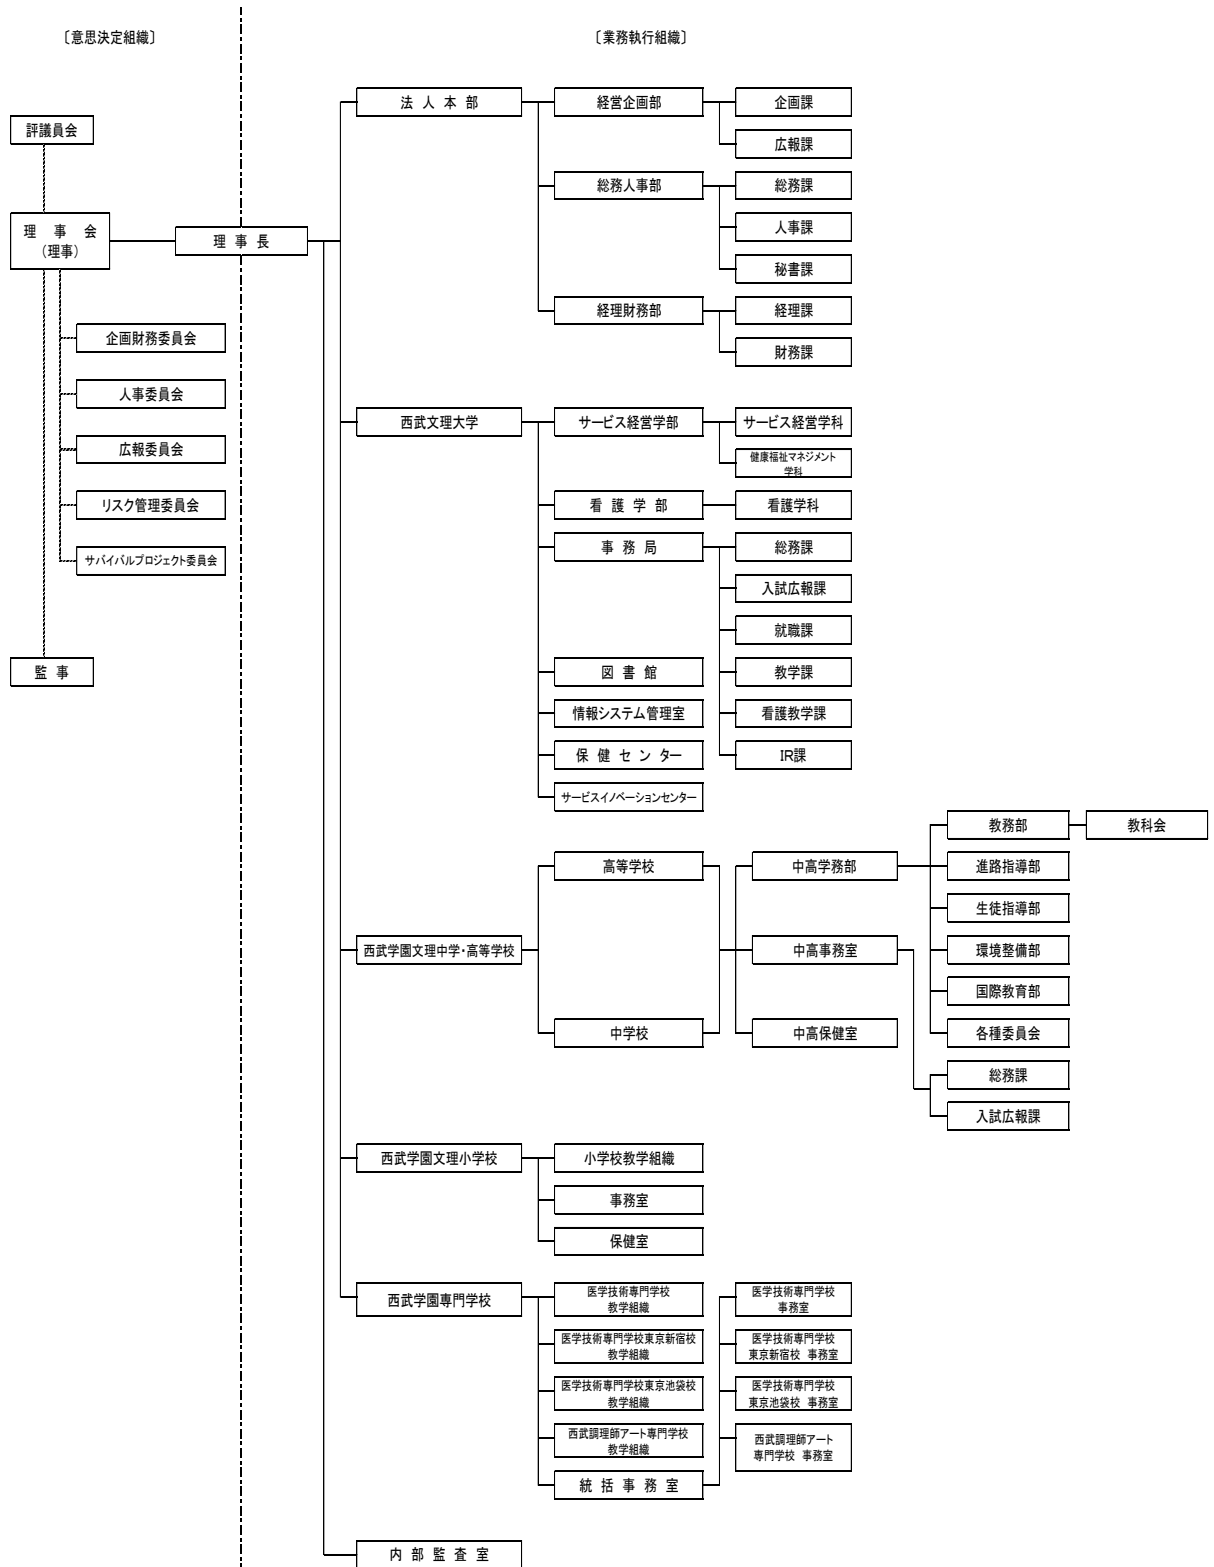 〔意思決定組織〕
〔業務執行組織〕
評議員会
理 事 会
(理事)
理 事 長
企画財務委員会
人事委員会
広報委員会
リスク管理委員会
サバイバルプロジェクト委員会
監 事
法 人 本 部
経営企画部
企画課
広報課
総務人事部
総務課
人事課
秘書課
経理財務部
経理課
財務課
西武文理大学
サービス経営学部
サービス経営学科
健康福祉マネジメント
学科
看 護 学 部
看護学科
事 務 局
総務課
入試広報課
就職課
教学課
看護教学課
IR課
図 書 館
情報システム管理室
保 健 セ ン ター
サービスイノベーションセンター
西武学園文理中学・高等学校
高等学校
中学校
中高学務部
教務部
教科会
進路指導部
生徒指導部
環境整備部
国際教育部
各種委員会
中高事務室
総務課
入試広報課
中高保健室
西武学園文理小学校
小学校教学組織
事務室
保健室
西武学園専門学校
医学技術専門学校
教学組織
医学技術専門学校東京新宿校
教学組織
医学技術専門学校東京池袋校
教学組織
西武調理師アート専門学校
教学組織
統 括 事 務 室
医学技術専門学校
事務室
医学技術専門学校
東京新宿校 事務室
医学技術専門学校
東京池袋校 事務室
西武調理師アート
専門学校 事務室
内 部 監 査 室